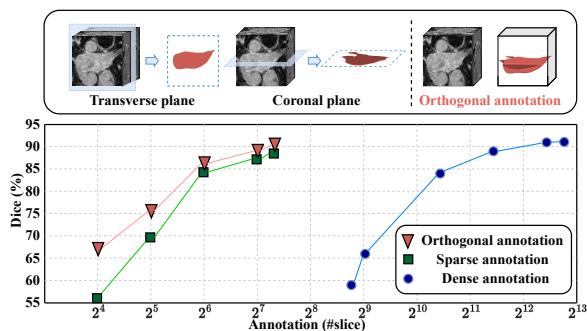 Transverse plane
Coronal plane
Orthogonal annotation
95
90
85
80
75
70
65
60
55
Dice (%)
2^4 2^5 2^6 2^7 2^8 2^9 2^10 2^11 2^12 2^13
Annotation (#slice)
Orthogonal annotation
Sparse annotation
Dense annotation